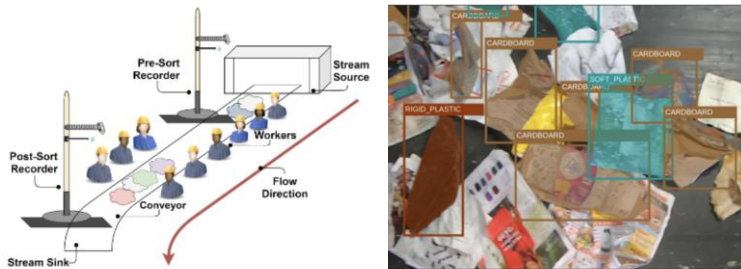 Pre-Sort
Recorder
Stream
Source
Post-Sort
Recorder
Workers
Flow
Direction
Conveyor
Stream Sink
CARDBOARD
CARDBOARD
SOFT_PLASTIC
CARDBOARD
RIGID_PLASTIC
CARDBOARD
CARDBOARD